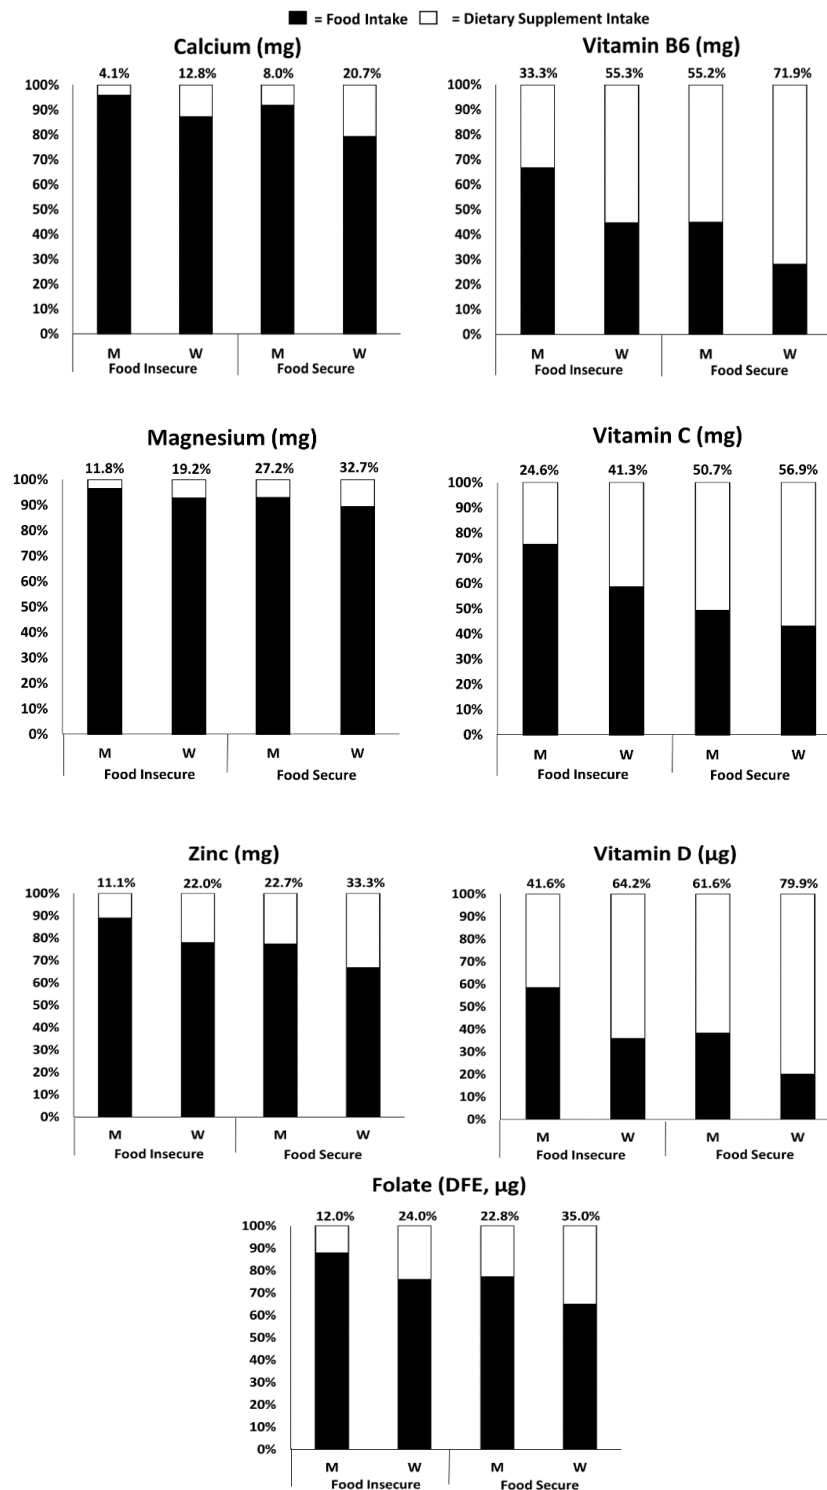 = Food Intake = Dietary Supplement Intake
Calcium (mg)
4.1% 12.8% 8.0% 20.7%
100%
90%
80%
70%
60%
50%
40%
30%
20%
10%
0%
M W M W
Food Insecure Food Secure
Vitamin B6 (mg)
33.3% 55.3% 55.2% 71.9%
100%
90%
80%
70%
60%
50%
40%
30%
20%
10%
0%
M W M W
Food Insecure Food Secure
Magnesium (mg)
11.8% 19.2% 27.2% 32.7%
100%
90%
80%
70%
60%
50%
40%
30%
20%
10%
0%
M W M W
Food Insecure Food Secure
Vitamin C (mg)
24.6% 41.3% 50.7% 56.9%
100%
90%
80%
70%
60%
50%
40%
30%
20%
10%
0%
M W M W
Food Insecure Food Secure
Zinc (mg)
11.1% 22.0% 22.7% 33.3%
100%
90%
80%
70%
60%
50%
40%
30%
20%
10%
0%
M W M W
Food Insecure Food Secure
Vitamin D (µg)
41.6% 64.2% 61.6% 79.9%
100%
90%
80%
70%
60%
50%
40%
30%
20%
10%
0%
M W M W
Food Insecure Food Secure
Folate (DFE, µg)
12.0% 24.0% 22.8% 35.0%
100%
90%
80%
70%
60%
50%
40%
30%
20%
10%
0%
M W M W
Food Insecure Food Secure